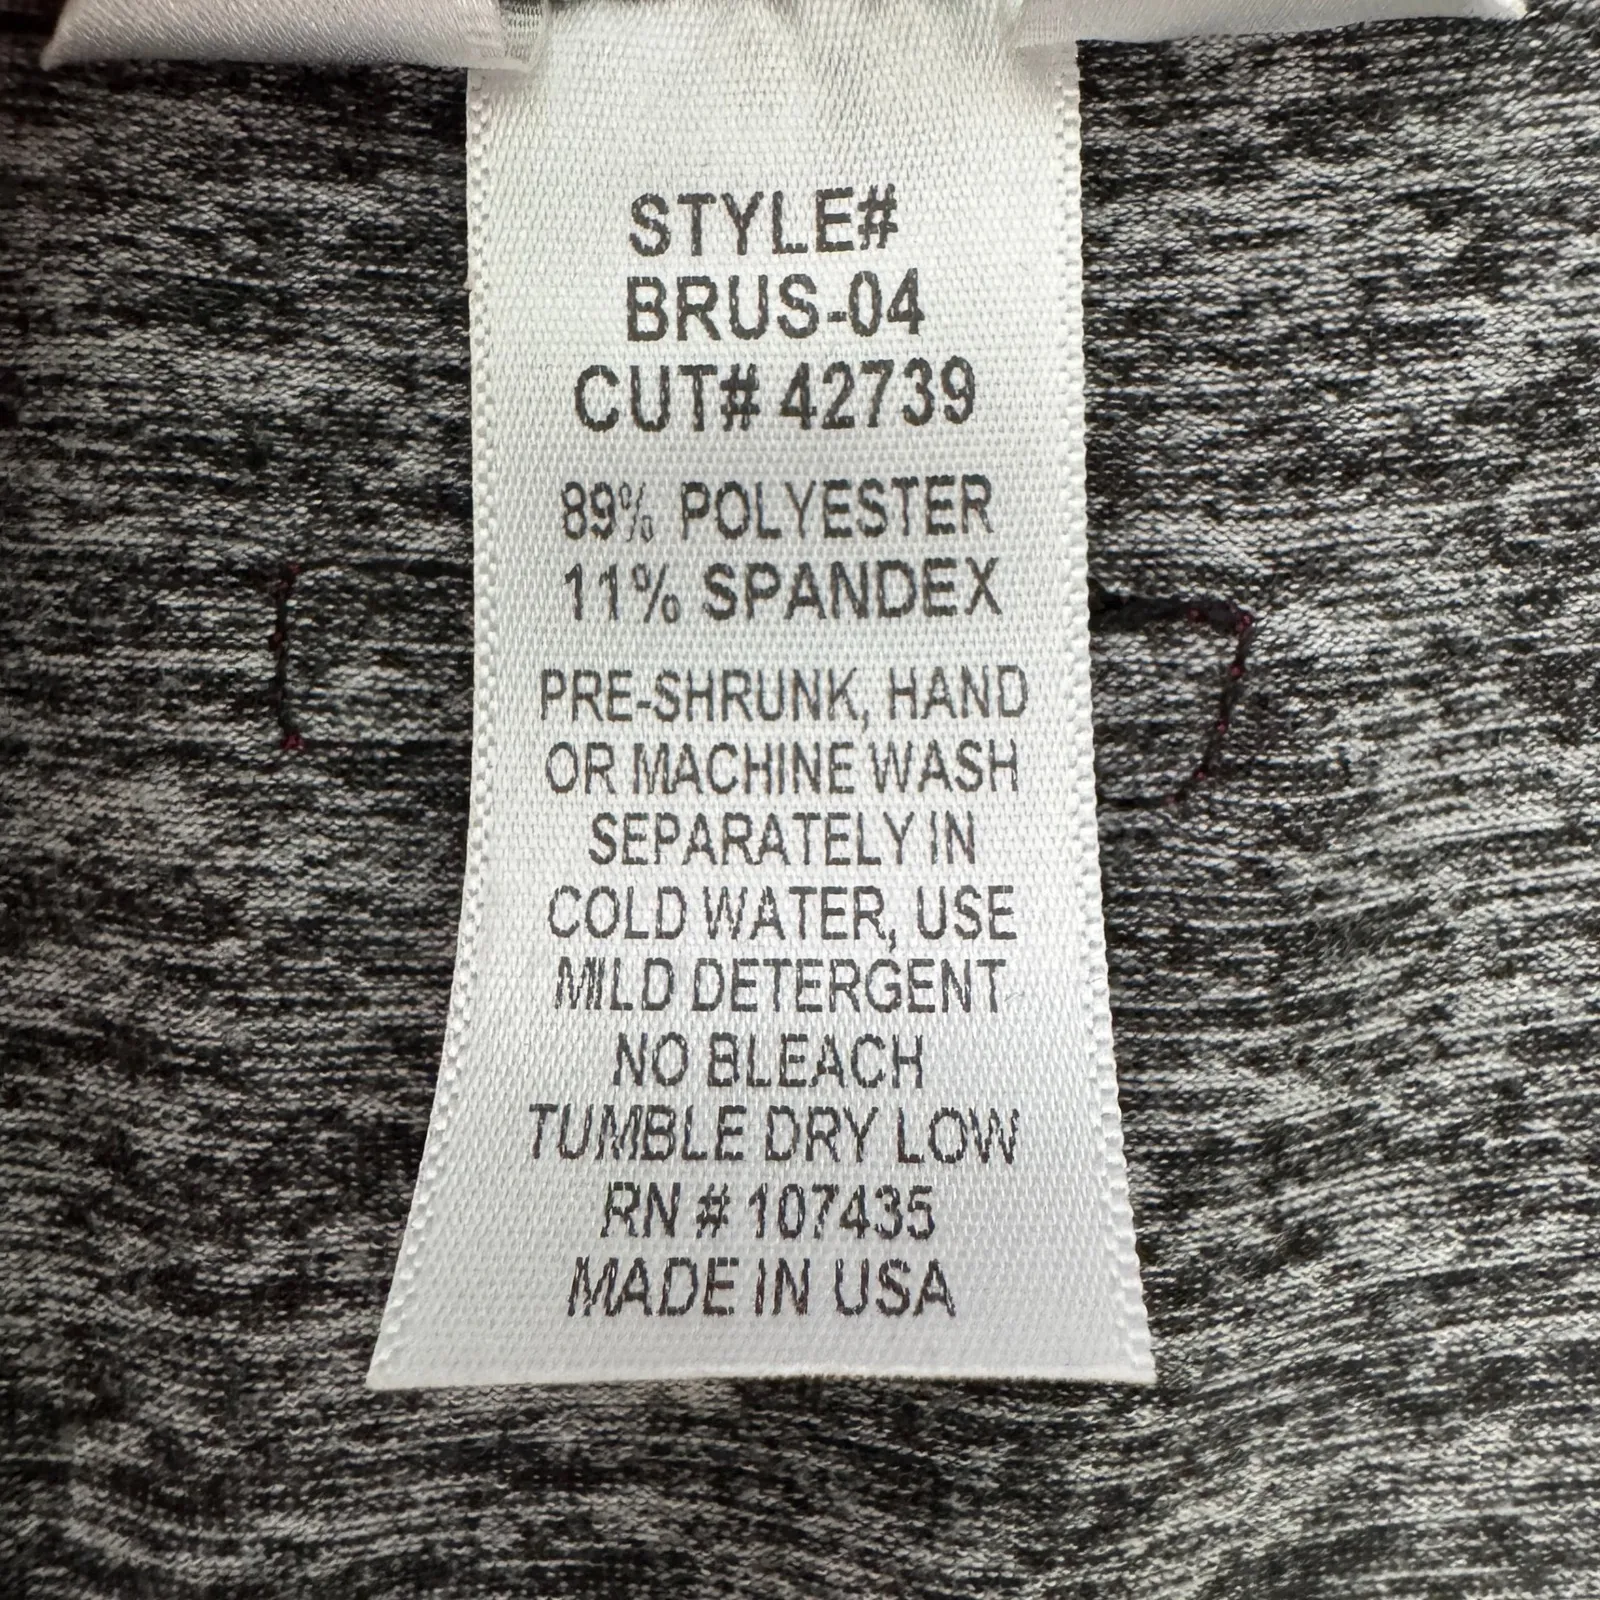 STYLE#
BRUS-04
CUT# 42739
89% POLYESTER
11% SPANDEX
PRE-SHRUNK, HAND
OR MACHINE WASH
SEPARATELY IN
COLD WATER, USE
MILD DETERGENT
NO BLEACH
TUMBLE DRY LOW
RN # 107435
MADE IN USA